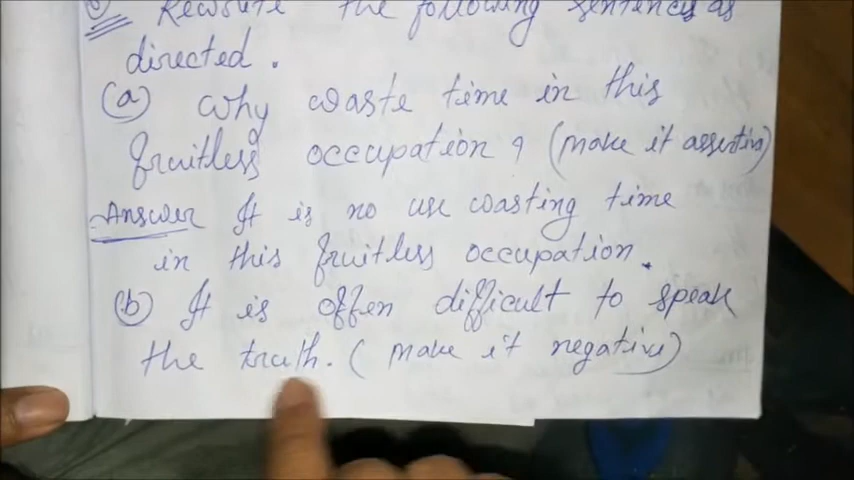 Rewrite the following sentences as
directed.
(a) Why waste time in this
fruitless occupation ? (make it assertive)
Answer It is no use wasting time
in this fruitless occupation.
(b) It is often difficult to speak
the truth. ( make it negative)